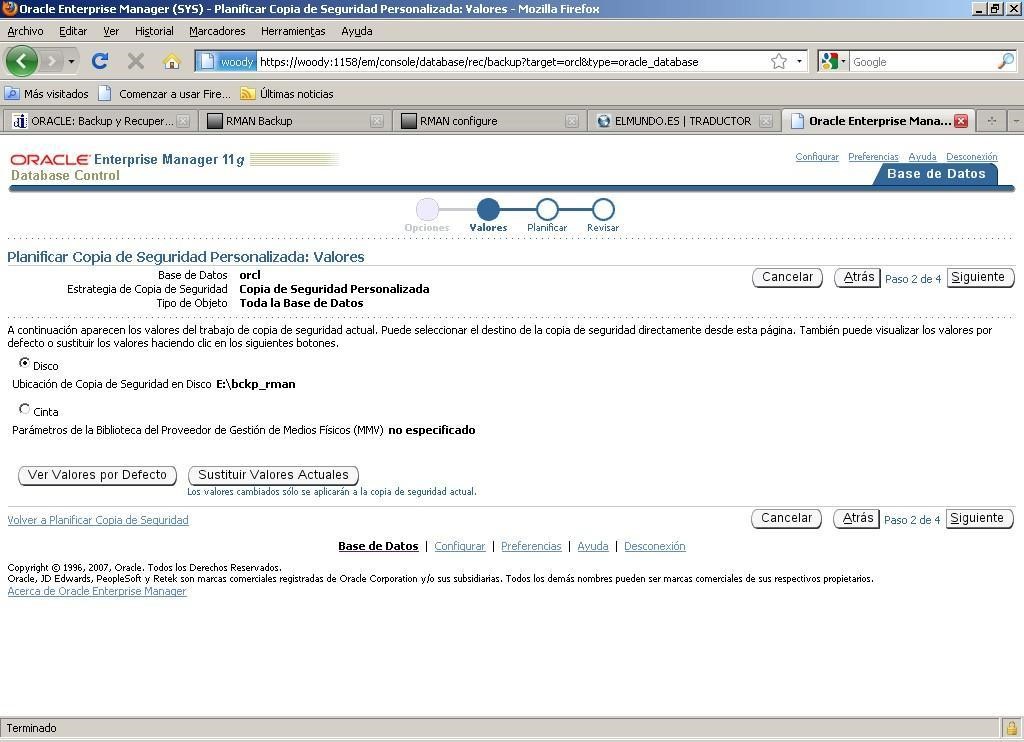 Oracle Enterprise Manager (SYS) - Planificar Copia de Seguridad Personalizada: Valores - Mozilla Firefox
Archivo Editar Ver Historial Marcadores Herramientas Ayuda
woody https://woody:1158/em/console/database/rec/backup?target=orcl&type=oracle_database Google
Más visitados Comenzar a usar Fire... Últimas noticias
ORACLE: Backup y Recuper... RMAN Backup RMAN configure ELMUNDO.ES | TRADUCTOR Oracle Enterprise Mana...
ORACLE Enterprise Manager 11g
Database Control
Configurar Preferencias Ayuda Desconexión
Base de Datos
Opciones Valores Planificar Revisar
Planificar Copia de Seguridad Personalizada: Valores
Base de Datos orcl
Estrategia de Copia de Seguridad Copia de Seguridad Personalizada
Tipo de Objeto Toda la Base de Datos
Cancelar Atrás Paso 2 de 4 Siguiente
A continuación aparecen los valores del trabajo de copia de seguridad actual. Puede seleccionar el destino de la copia de seguridad directamente desde esta página. También puede visualizar los valores por
defecto o sustituir los valores haciendo clic en los siguientes botones.
Disco
Ubicación de Copia de Seguridad en Disco E:\bckp_rman
Cinta
Parámetros de la Biblioteca del Proveedor de Gestión de Medios Físicos (MMV) no especificado
Ver Valores por Defecto Sustituir Valores Actuales
Los valores cambiados sólo se aplicarán a la copia de seguridad actual.
Volver a Planificar Copia de Seguridad Cancelar Atrás Paso 2 de 4 Siguiente
Base de Datos | Configurar | Preferencias | Ayuda | Desconexión
Copyright © 1996, 2007, Oracle. Todos los Derechos Reservados.
Oracle, JD Edwards, PeopleSoft y Retek son marcas comerciales registradas de Oracle Corporation y/o sus subsidiarias. Todos los demás nombres pueden ser marcas comerciales de sus respectivos propietarios.
Acerca de Oracle Enterprise Manager
Terminado